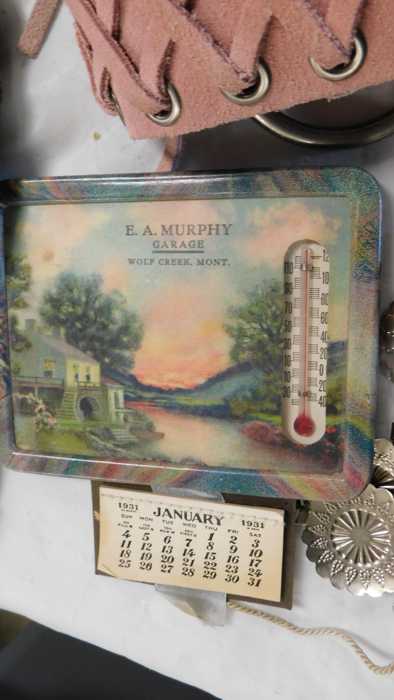 E. A. MURPHY
GARAGE
WOLF CREEK, MONT.
1931 JANUARY 1931
SUN. MON. TUE. WED. THU. FRI. SAT.
1 2 3
4 5 6 7 8 9 10
11 12 13 14 15 16 17
18 19 20 21 22 23 24
25 26 27 28 29 30 31